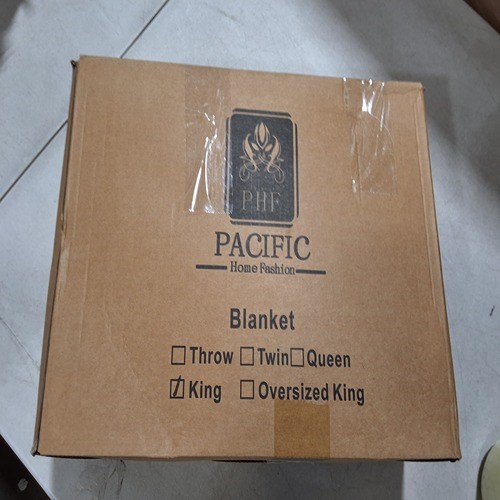 PHF
PACIFIC
Home Fashion
Blanket
Throw Twin Queen
King Oversized King